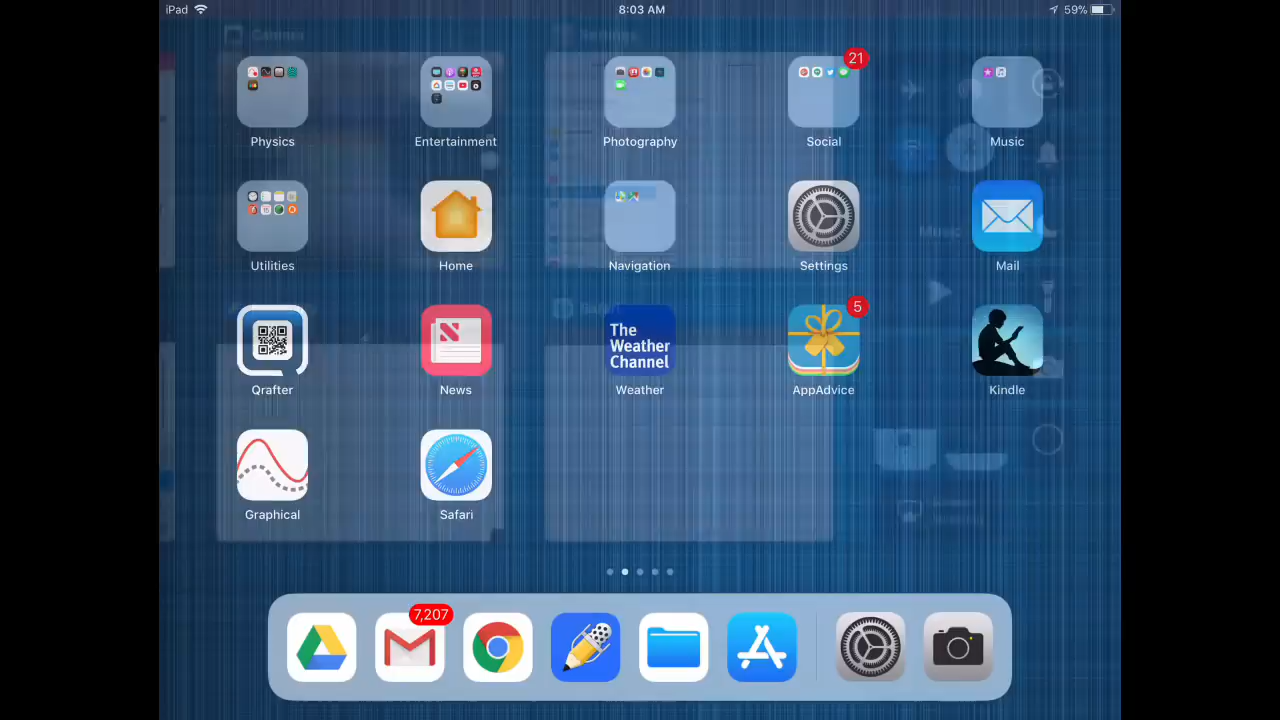 iPad 8:03 AM 59%
21
Physics Entertainment Photography Social Music
Utilities Home Navigation Settings Mail
5
The
Weather
Channel
Qrafter News Weather AppAdvice Kindle
Graphical Safari
7,207